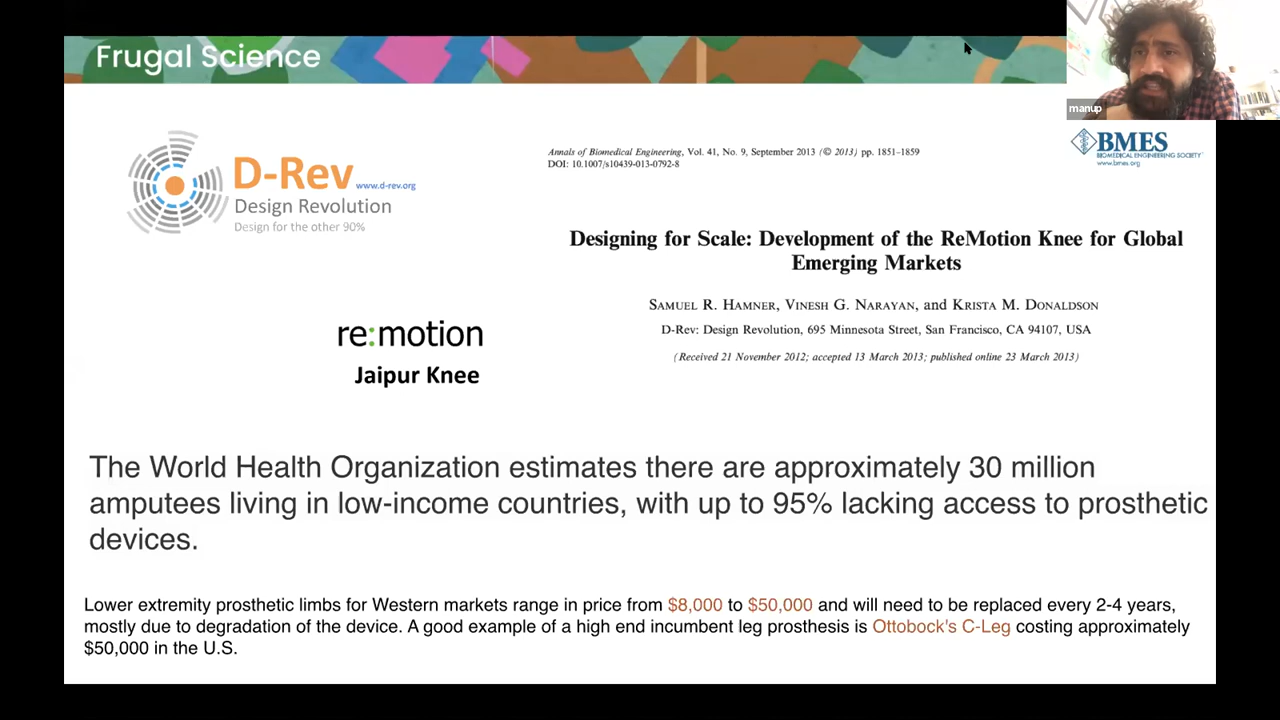 Frugal Science
manup
D-Rev www.d-rev.org
Design Revolution
Design for the other 90%
Annals of Biomedical Engineering, Vol. 41, No. 9, September 2013 (© 2013) pp. 1851–1859
DOI: 10.1007/s10439-013-0792-8
BMES
BIOMEDICAL ENGINEERING SOCIETY
www.bmes.org
Designing for Scale: Development of the ReMotion Knee for Global
Emerging Markets
SAMUEL R. HAMNER, VINESH G. NARAYAN, and KRISTA M. DONALDSON
D-Rev: Design Revolution, 695 Minnesota Street, San Francisco, CA 94107, USA
(Received 21 November 2012; accepted 13 March 2013; published online 23 March 2013)
re:motion
Jaipur Knee
The World Health Organization estimates there are approximately 30 million
amputees living in low-income countries, with up to 95% lacking access to prosthetic
devices.
Lower extremity prosthetic limbs for Western markets range in price from $8,000 to $50,000 and will need to be replaced every 2-4 years,
mostly due to degradation of the device. A good example of a high end incumbent leg prosthesis is Ottobock's C-Leg costing approximately
$50,000 in the U.S.